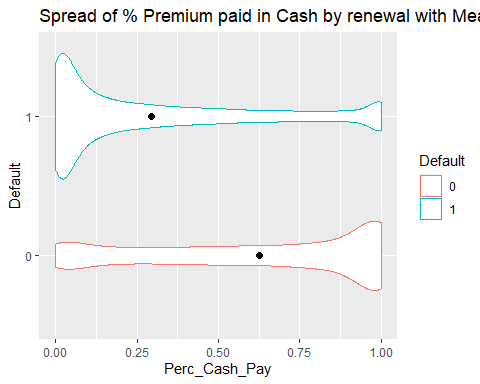 Spread of % Premium paid in Cash by renewal with Mea
1
0
Default
0.00 0.25 0.50 0.75 1.00
Perc_Cash_Pay
Default
0
1